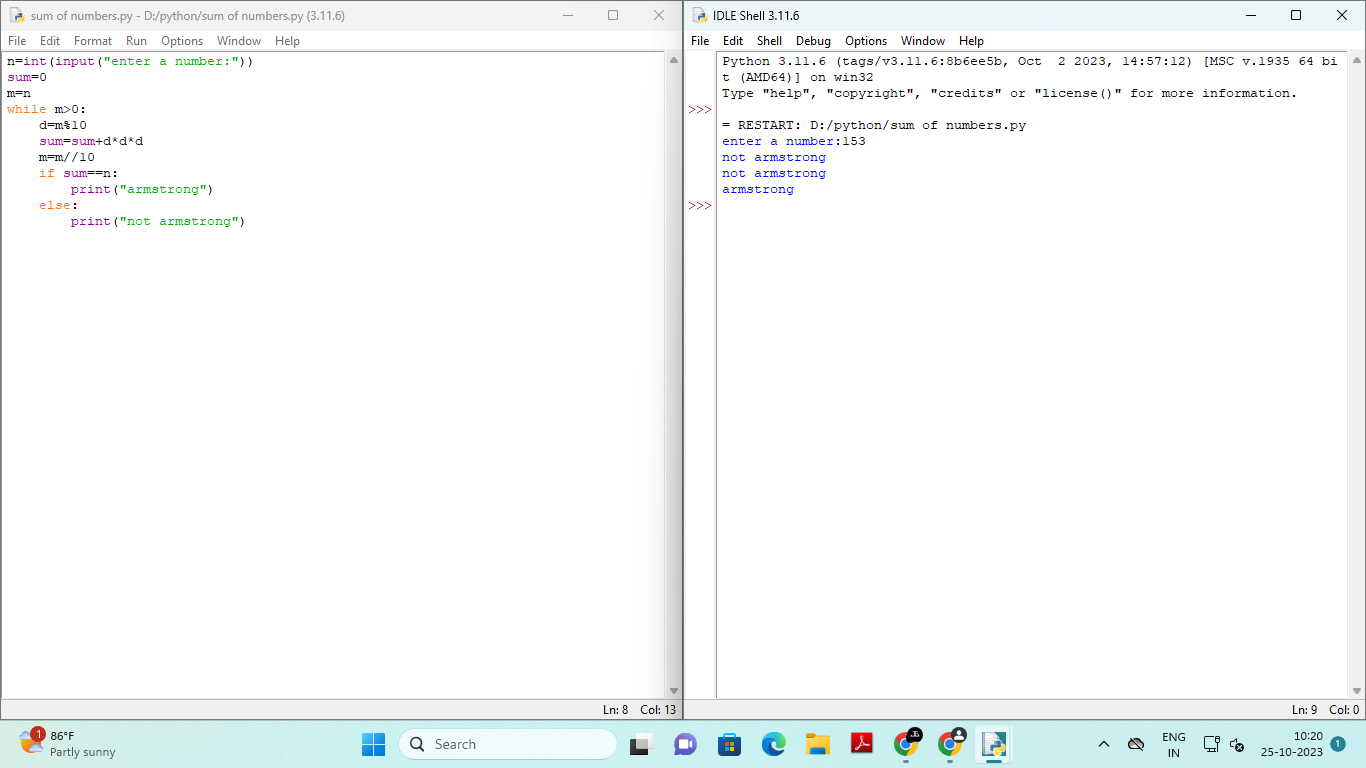 sum of numbers.py - D:/python/sum of numbers.py (3.11.6)
File Edit Format Run Options Window Help
n=int(input("enter a number:"))
sum=0
m=n
while m>0:
    d=m%10
    sum=sum+d*d*d
    m=m//10
    if sum==n:
        print("armstrong")
    else:
        print("not armstrong")
Ln: 8 Col: 13
IDLE Shell 3.11.6
File Edit Shell Debug Options Window Help
Python 3.11.6 (tags/v3.11.6:8b6ee5b, Oct  2 2023, 14:57:12) [MSC v.1935 64 bi
t (AMD64)] on win32
Type "help", "copyright", "credits" or "license()" for more information.
>>>
= RESTART: D:/python/sum of numbers.py
enter a number:153
not armstrong
not armstrong
armstrong
>>>
Ln: 9 Col: 0
1
86°F
Partly sunny
Search
JG
ENG
IN
10:20
25-10-2023
1